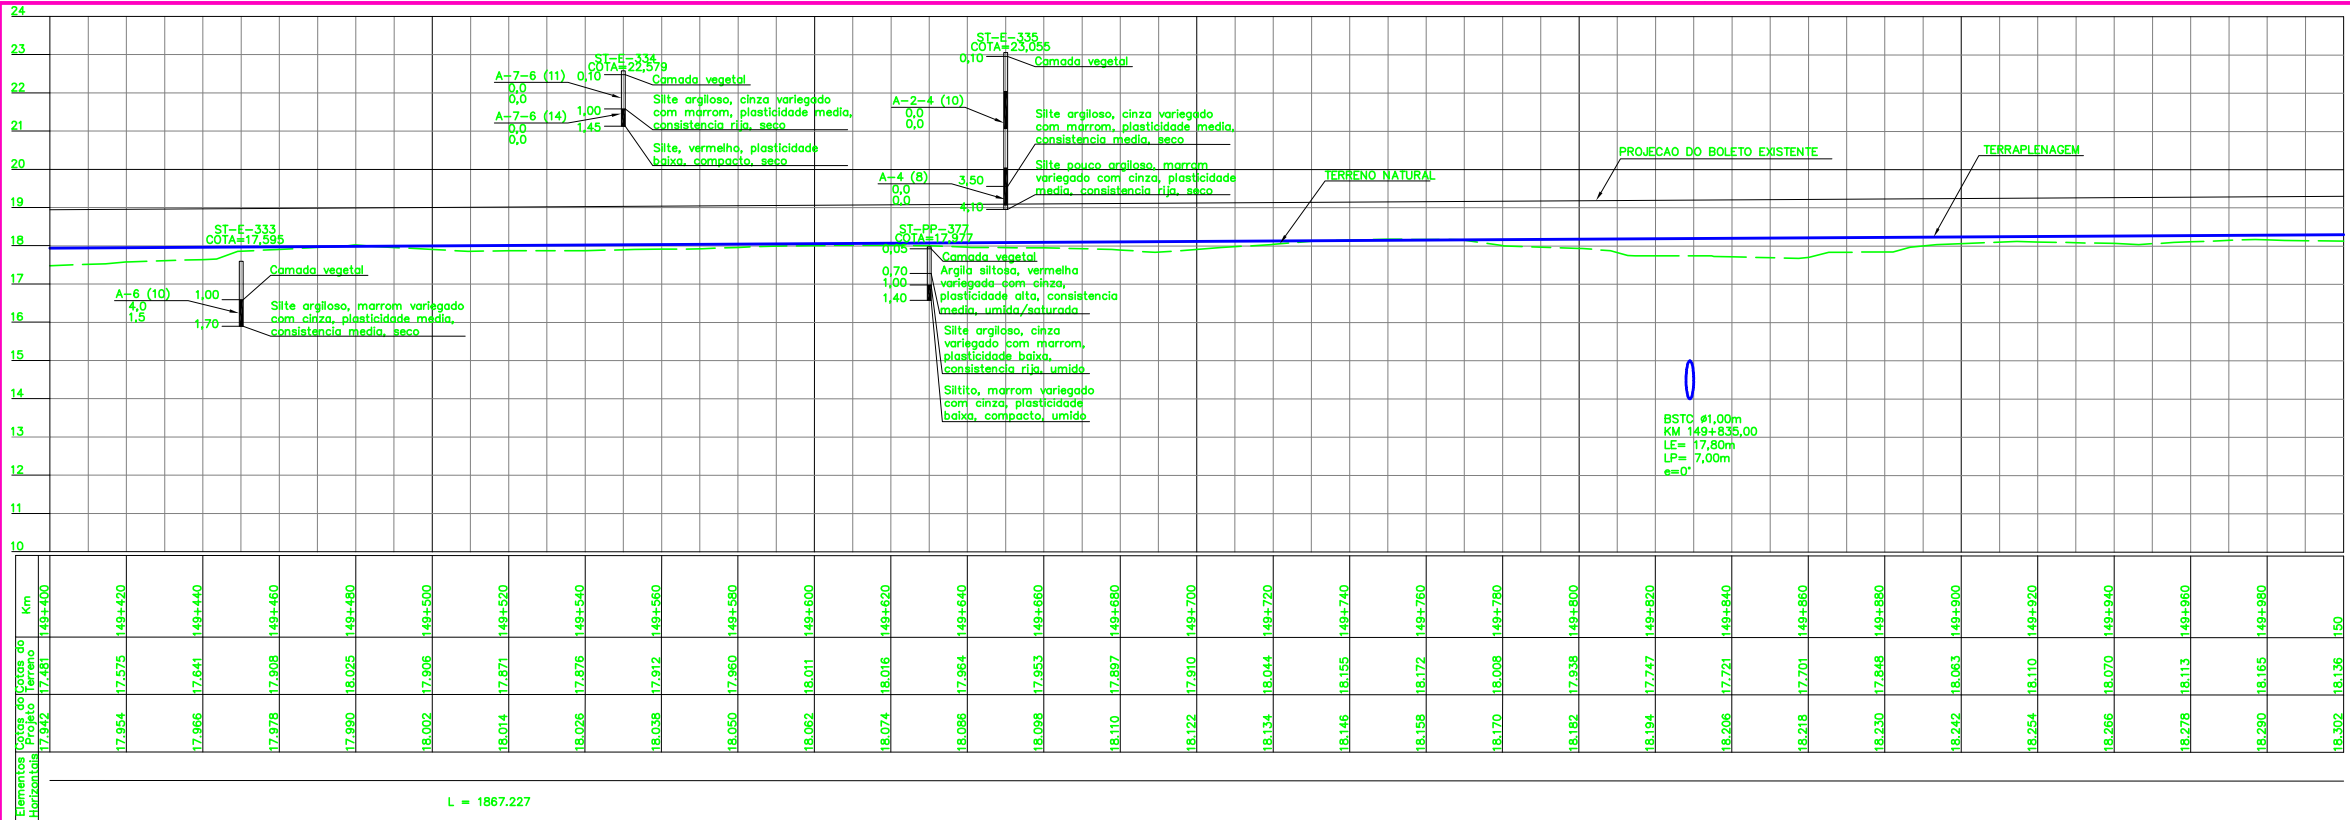 24
23
22
21
20
19
18
17
16
15
14
13
12
11
10
ST-E-333
COTA=17,595
Camada vegetal
A-6 (10)
4,0
1,5
1,00
1,70
Silte argiloso, marrom variegado
com cinza, plasticidade media,
consistencia media, seco
ST-E-334
COTA=22,579
A-7-6 (11)
0,0
0,0
A-7-6 (14)
0,0
0,0
0,10
1,00
1,45
Camada vegetal
Silte argiloso, cinza variegado
com marrom, plasticidade media,
consistencia rija, seco
Silte, vermelho, plasticidade
baixa, compacto, seco
ST-E-335
COTA=23,055
0,10
Camada vegetal
A-2-4 (10)
0,0
0,0
A-4 (8)
0,0
0,0
3,50
4,10
Silte argiloso, cinza variegado
com marrom, plasticidade media,
consistencia media, seco
Silte pouco argiloso, marrom
variegado com cinza, plasticidade
media, consistencia rija, seco
ST-PP-377
COTA=17,977
0,05
0,70
1,00
1,40
Camada vegetal
Argila siltosa, vermelha
variegada com cinza,
plasticidade alta, consistencia
media, umida/saturada
Silte argiloso, cinza
variegado com marrom,
plasticidade baixa,
consistencia rija, umido
Siltito, marrom variegado
com cinza, plasticidade
baixa, compacto, umido
TERRENO NATURAL
PROJECAO DO BOLETO EXISTENTE
TERRAPLENAGEM
BSTC ø1,00m
KM 149+835,00
LE= 17,80m
LP= 7,00m
e=0°
Km
149+400 149+420 149+440 149+460 149+480 149+500 149+520 149+540 149+560 149+580 149+600 149+620 149+640 149+660 149+680 149+700 149+720 149+740 149+760 149+780 149+800 149+820 149+840 149+860 149+880 149+900 149+920 149+940 149+960 149+980 150
Cotas do
Terreno
17.481 17.575 17.641 17.908 18.025 17.906 17.871 17.876 17.912 17.960 18.011 18.016 17.964 17.953 17.897 17.910 18.044 18.155 18.172 18.008 17.938 17.747 17.721 17.701 17.848 18.063 18.110 18.070 18.113 18.165 18.136
Cotas do
Projeto
17.942 17.954 17.966 17.978 17.990 18.002 18.014 18.026 18.038 18.050 18.062 18.074 18.086 18.098 18.110 18.122 18.134 18.146 18.158 18.170 18.182 18.194 18.206 18.218 18.230 18.242 18.254 18.266 18.278 18.290 18.302
Elementos
Horizontais
L = 1867.227